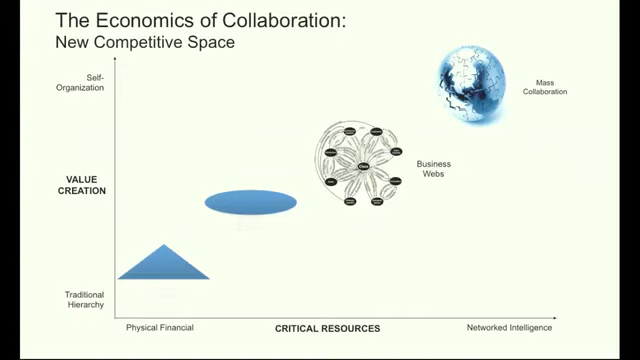 The Economics of Collaboration:
New Competitive Space
Self-
Organization
Mass
Collaboration
Business
Webs
VALUE
CREATION
Traditional
Hierarchy
Physical Financial
CRITICAL RESOURCES
Networked Intelligence